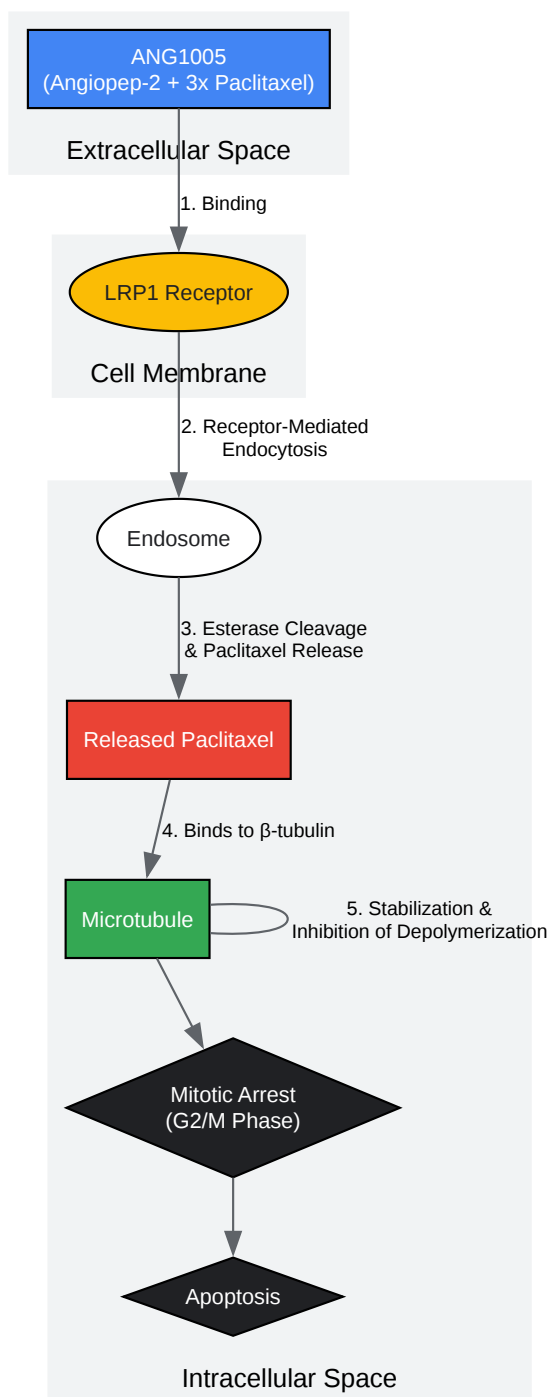 ANG1005
(Angiopep-2 + 3x Paclitaxel)
Extracellular Space
1. Binding
LRP1 Receptor
Cell Membrane
2. Receptor-Mediated
Endocytosis
Endosome
3. Esterase Cleavage
& Paclitaxel Release
Released Paclitaxel
4. Binds to β-tubulin
Microtubule
5. Stabilization &
Inhibition of Depolymerization
Mitotic Arrest
(G2/M Phase)
Apoptosis
Intracellular Space